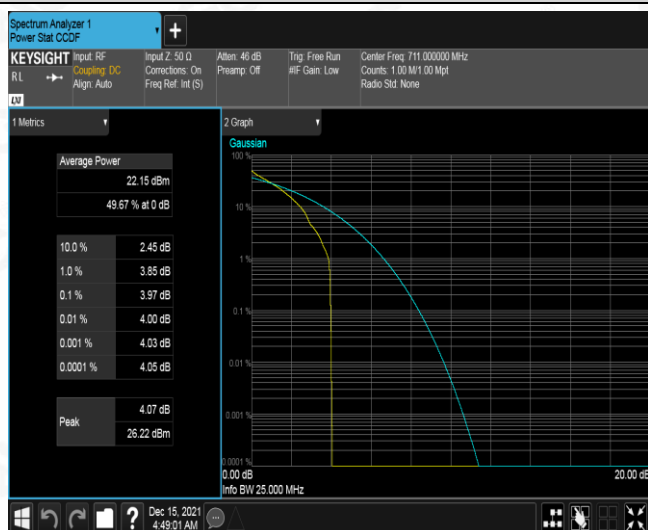 Spectrum Analyzer 1
Power Stat CCDF
+
KEYSIGHT
RL
LXI
Input: RF
Coupling: DC
Align: Auto
Input Z: 50 Ω
Corrections: On
Freq Ref: Int (S)
Atten: 46 dB
Preamp: Off
Trig: Free Run
#IF Gain: Low
Center Freq: 711.000000 MHz
Counts: 1.00 M/1.00 Mpt
Radio Std: None
1 Metrics
Average Power
22.15 dBm
49.67 % at 0 dB
10.0 % 2.45 dB
1.0 % 3.85 dB
0.1 % 3.97 dB
0.01 % 4.00 dB
0.001 % 4.03 dB
0.0001 % 4.05 dB
Peak
4.07 dB
26.22 dBm
2 Graph
Gaussian
100 %
10 %
1 %
0.1 %
0.01 %
0.001 %
0.0001 %
0.00 dB 20.00 dB
Info BW 25.000 MHz
?
Dec 15, 2021
4:49:01 AM